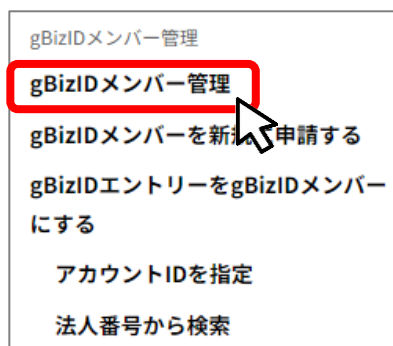 gBizIDメンバー管理
gBizIDメンバー管理
gBizIDメンバーを新規で申請する
gBizIDエントリーをgBizIDメンバー
にする
アカウントIDを指定
法人番号から検索